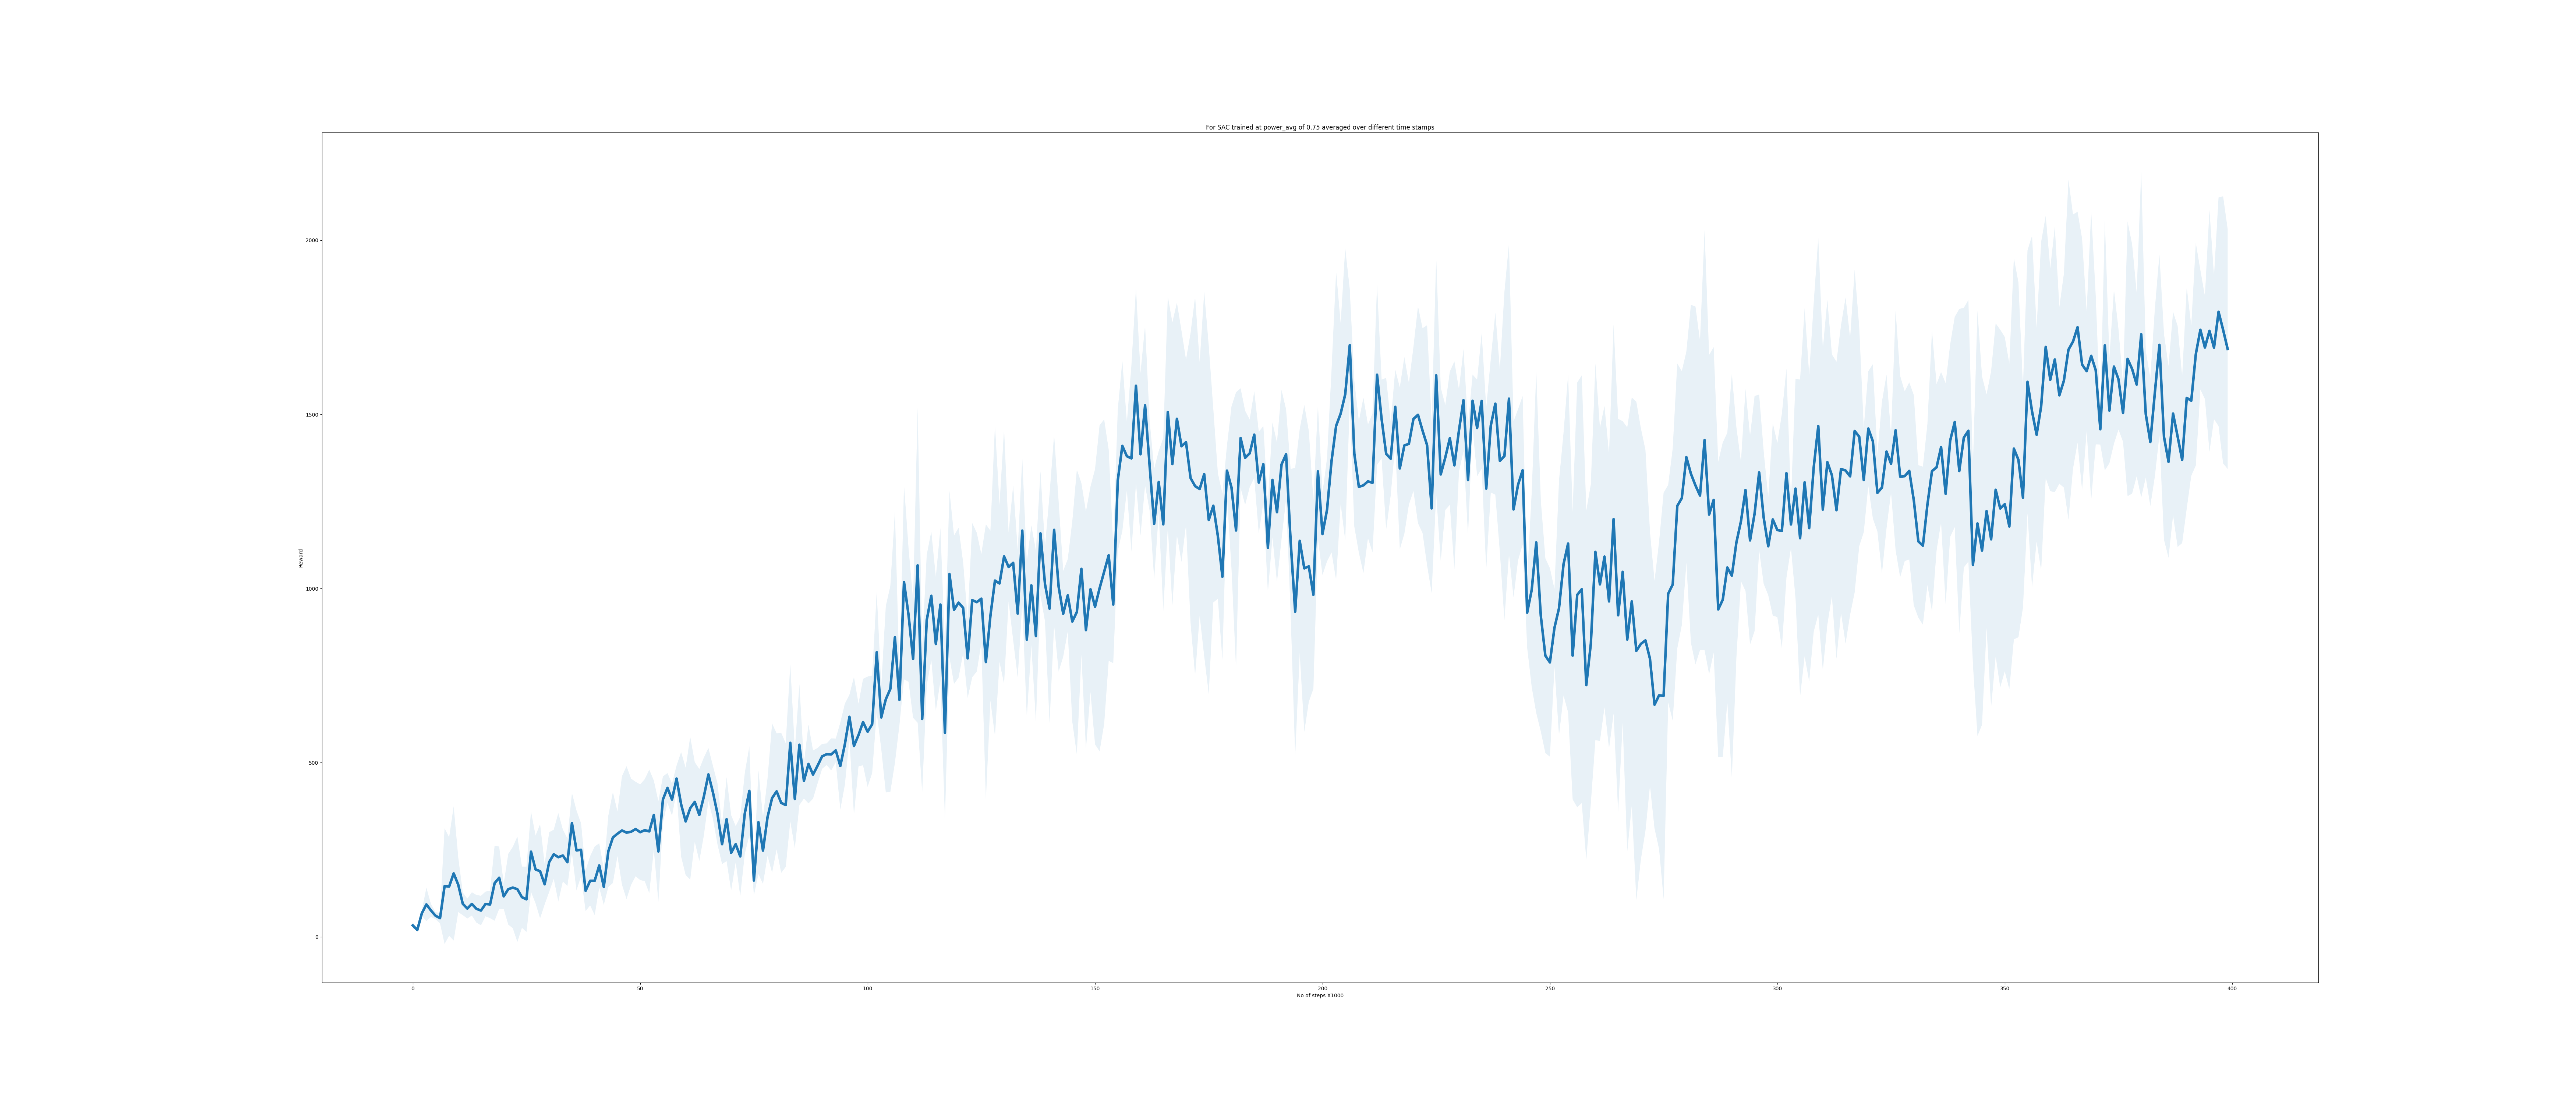 For SAC trained at power_avg of 0.75 averaged over different time stamps
2000
1500
1000
500
0
Reward
0 50 100 150 200 250 300 350 400
No of steps X1000